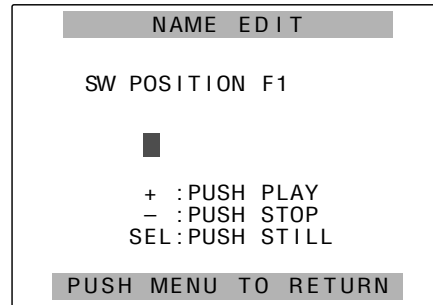 NAME EDIT
SW POSITION F1
+ :PUSH PLAY
– :PUSH STOP
SEL:PUSH STILL
PUSH MENU TO RETURN